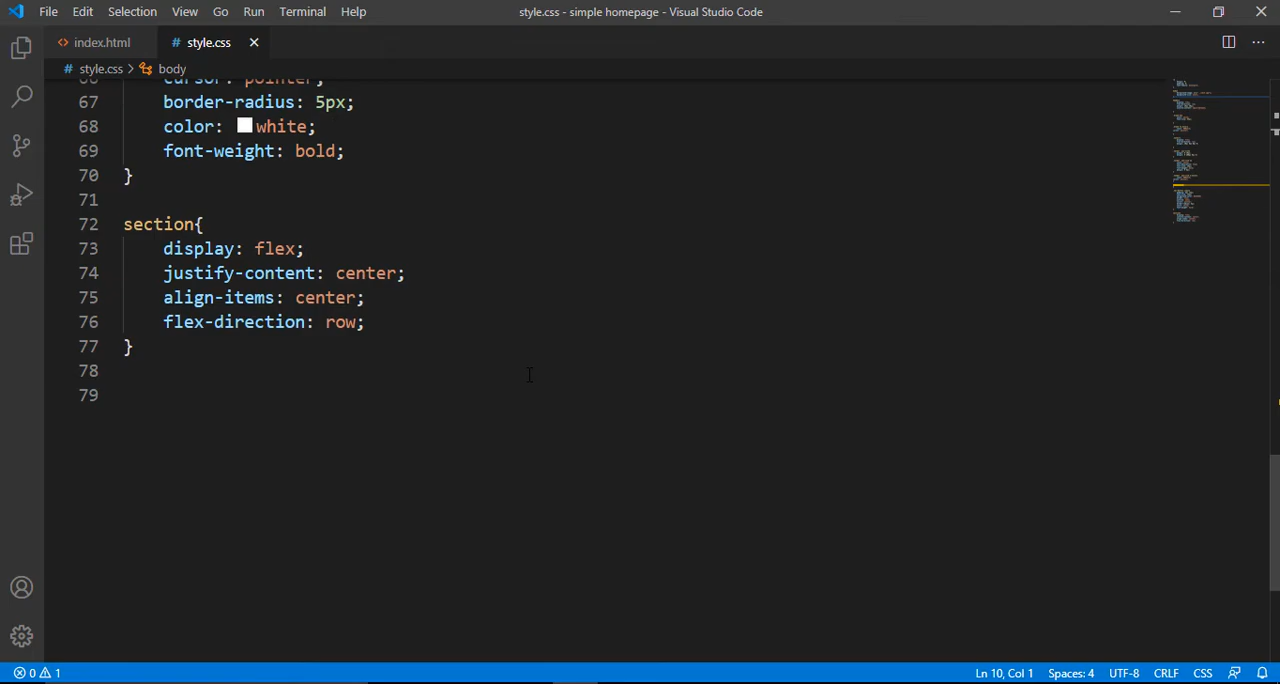 File Edit Selection View Go Run Terminal Help style.css - simple homepage - Visual Studio Code
<> index.html # style.css
# style.css > body
66 cursor: pointer;
67 border-radius: 5px;
68 color: white;
69 font-weight: bold;
70 }
71
72 section{
73 display: flex;
74 justify-content: center;
75 align-items: center;
76 flex-direction: row;
77 }
78
79
0 1 Ln 10, Col 1 Spaces: 4 UTF-8 CRLF CSS